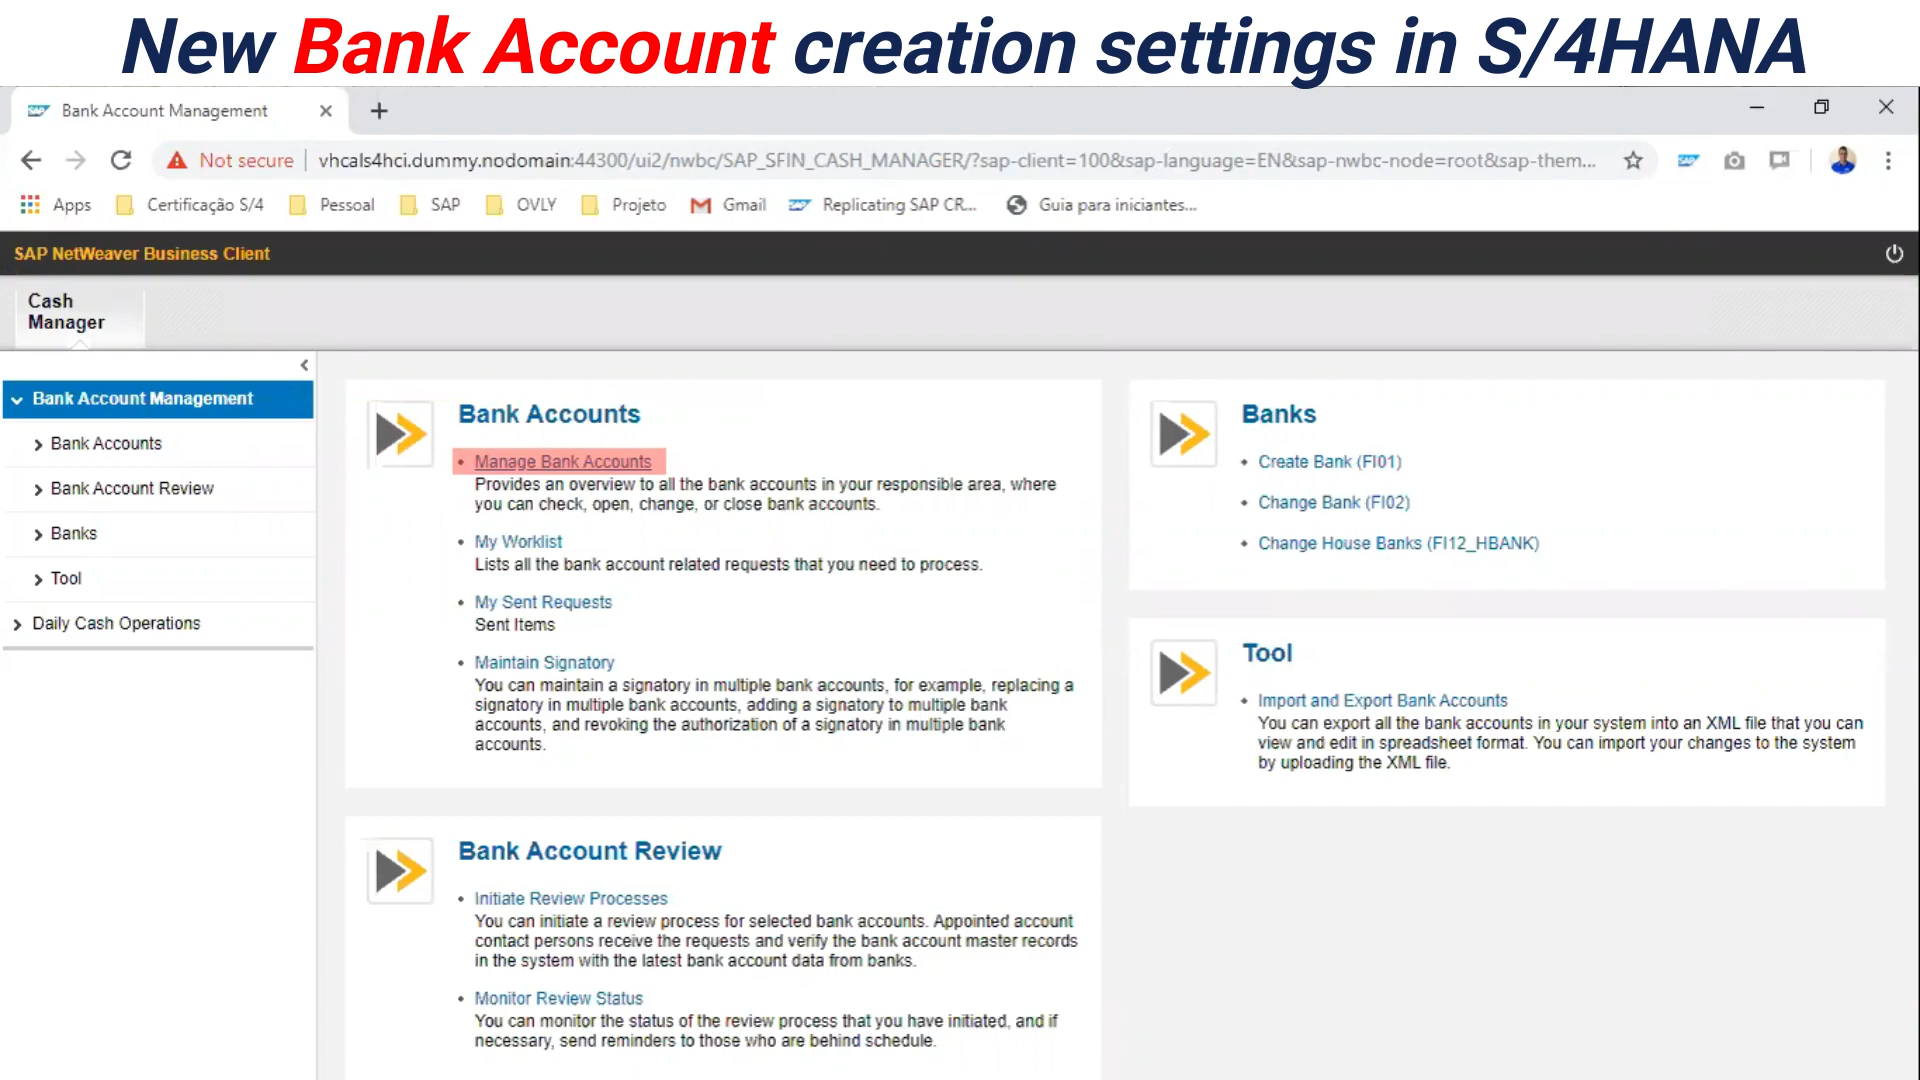 New Bank Account creation settings in S/4HANA
Bank Account Management
Not secure
vhcals4hci.dummy.nodomain:44300/ui2/nwbc/SAP_SFIN_CASH_MANAGER/?sap-client=100&sap-language=EN&sap-nwbc-node=root&sap-them...
Apps
Certificação S/4
Pessoal
SAP
OVLY
Projeto
Gmail
Replicating SAP CR...
Guia para iniciantes...
SAP NetWeaver Business Client
Cash
Manager
Bank Account Management
Bank Accounts
Bank Account Review
Banks
Tool
Daily Cash Operations
Bank Accounts
• Manage Bank Accounts
Provides an overview to all the bank accounts in your responsible area, where
you can check, open, change, or close bank accounts.
• My Worklist
Lists all the bank account related requests that you need to process.
• My Sent Requests
Sent Items
• Maintain Signatory
You can maintain a signatory in multiple bank accounts, for example, replacing a
signatory in multiple bank accounts, adding a signatory to multiple bank
accounts, and revoking the authorization of a signatory in multiple bank
accounts.
Bank Account Review
• Initiate Review Processes
You can initiate a review process for selected bank accounts. Appointed account
contact persons receive the requests and verify the bank account master records
in the system with the latest bank account data from banks.
• Monitor Review Status
You can monitor the status of the review process that you have initiated, and if
necessary, send reminders to those who are behind schedule.
Banks
• Create Bank (FI01)
• Change Bank (FI02)
• Change House Banks (FI12_HBANK)
Tool
• Import and Export Bank Accounts
You can export all the bank accounts in your system into an XML file that you can
view and edit in spreadsheet format. You can import your changes to the system
by uploading the XML file.